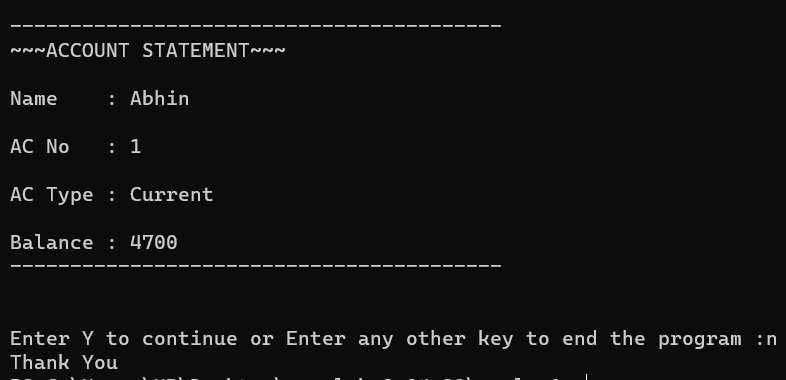 -----------------------------------------
~~~ACCOUNT STATEMENT~~~
Name    : Abhin
AC No   : 1
AC Type : Current
Balance : 4700
-----------------------------------------
Enter Y to continue or Enter any other key to end the program :n
Thank You